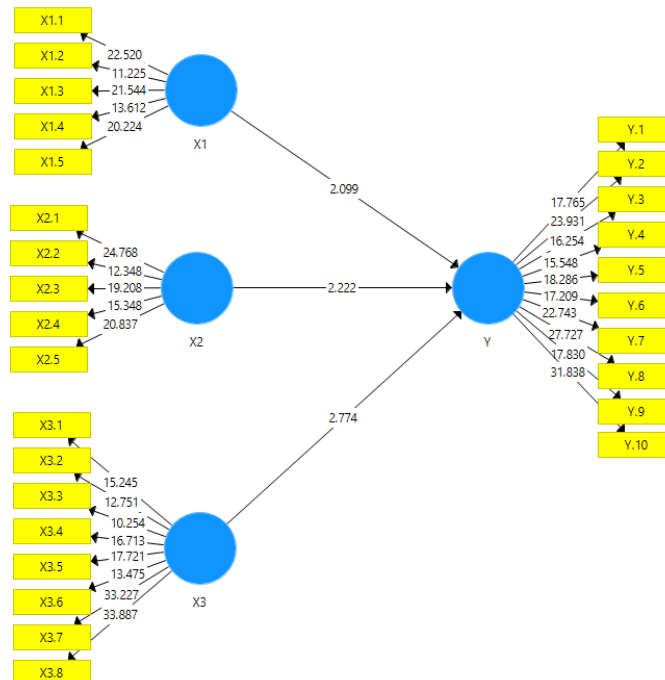 X1.1
X1.2
X1.3
X1.4
X1.5
22.520
11.225
21.544
13.612
20.224
X1
2.099
X2.1
X2.2
X2.3
X2.4
X2.5
24.768
12.348
19.208
15.348
20.837
X2
2.222
X3.1
X3.2
X3.3
X3.4
X3.5
X3.6
X3.7
X3.8
15.245
12.751
10.254
16.713
17.721
13.475
33.227
33.887
X3
2.774
Y
17.765
23.931
16.254
15.548
18.286
17.209
22.743
27.727
17.830
31.838
Y.1
Y.2
Y.3
Y.4
Y.5
Y.6
Y.7
Y.8
Y.9
Y.10